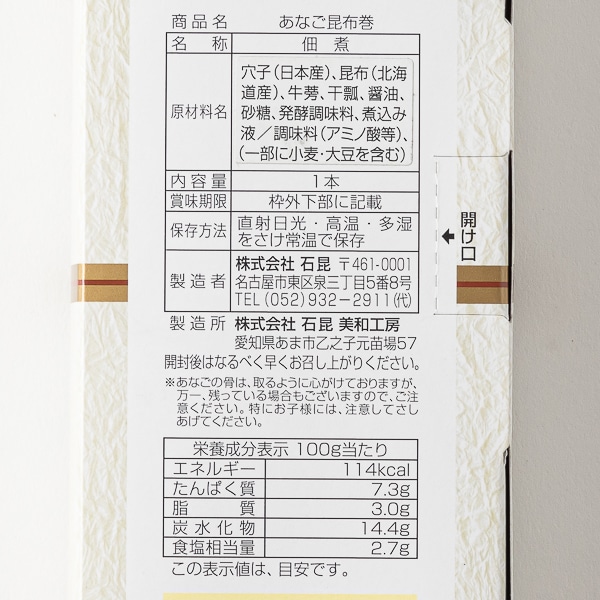 商品名 あなご昆布巻
名称 佃煮
原材料名 穴子(日本産)、昆布(北海
道産)、牛蒡、干瓢、醤油、
砂糖、発酵調味料、煮込み
液／調味料(アミノ酸等)、
(一部に小麦・大豆を含む)
内容量 1本
賞味期限 枠外下部に記載
保存方法 直射日光・高温・多湿
をさけ常温で保存
製造者 株式会社 石昆 〒461-0001
名古屋市東区泉三丁目5番8号
TEL(052)932-2911(代)
製造所 株式会社 石昆 美和工房
愛知県あま市乙之子元苗場57
開封後はなるべく早くお召し上がりください。
※あなごの骨は、取るように心がけておりますが、
万一、残っている場合もございますので、ご注
意ください。特にお子様には、注意してさし
あげてください。
栄養成分表示 100g当たり
エネルギー 114kcal
たんぱく質 7.3g
脂質 3.0g
炭水化物 14.4g
食塩相当量 2.7g
この表示値は、目安です。
開け口